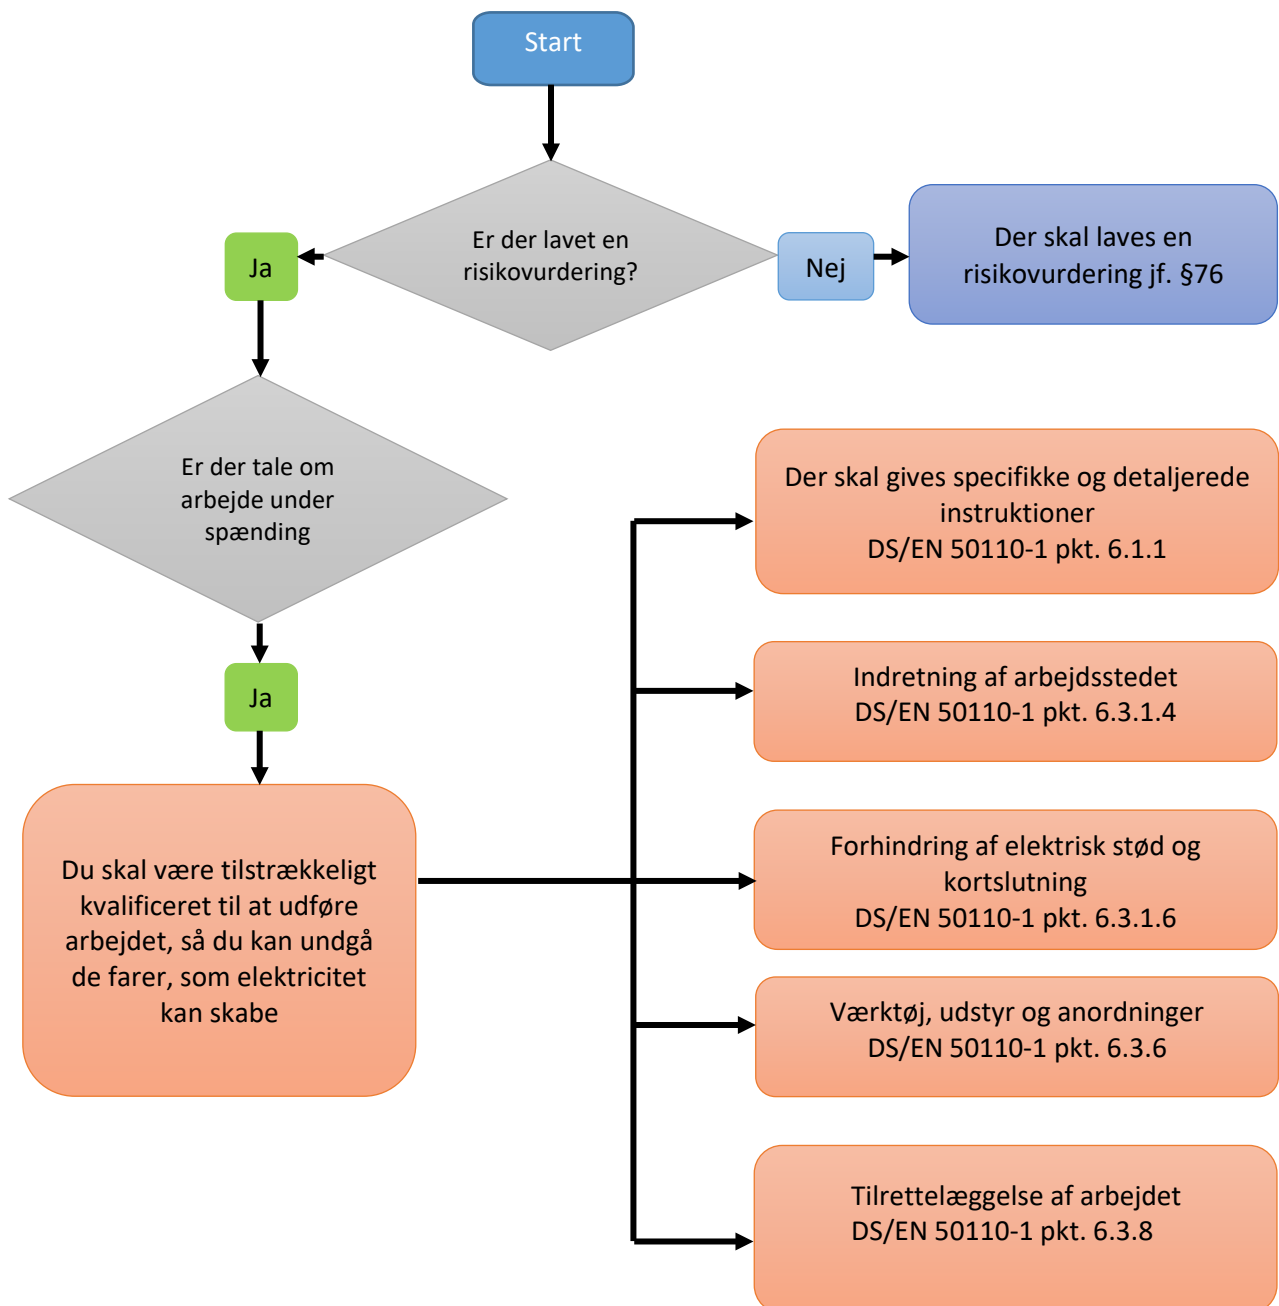 Start
Er der lavet en
risikovurdering?
Ja
Nej
Der skal laves en
risikovurdering jf. §76
Er der tale om
arbejde under
spænding
Ja
Du skal være tilstrækkeligt
kvalificeret til at udføre
arbejdet, så du kan undgå
de farer, som elektricitet
kan skabe
Der skal gives specifikke og detaljerede
instruktioner
DS/EN 50110-1 pkt. 6.1.1
Indretning af arbejdsstedet
DS/EN 50110-1 pkt. 6.3.1.4
Forhindring af elektrisk stød og
kortslutning
DS/EN 50110-1 pkt. 6.3.1.6
Værktøj, udstyr og anordninger
DS/EN 50110-1 pkt. 6.3.6
Tilrettelæggelse af arbejdet
DS/EN 50110-1 pkt. 6.3.8